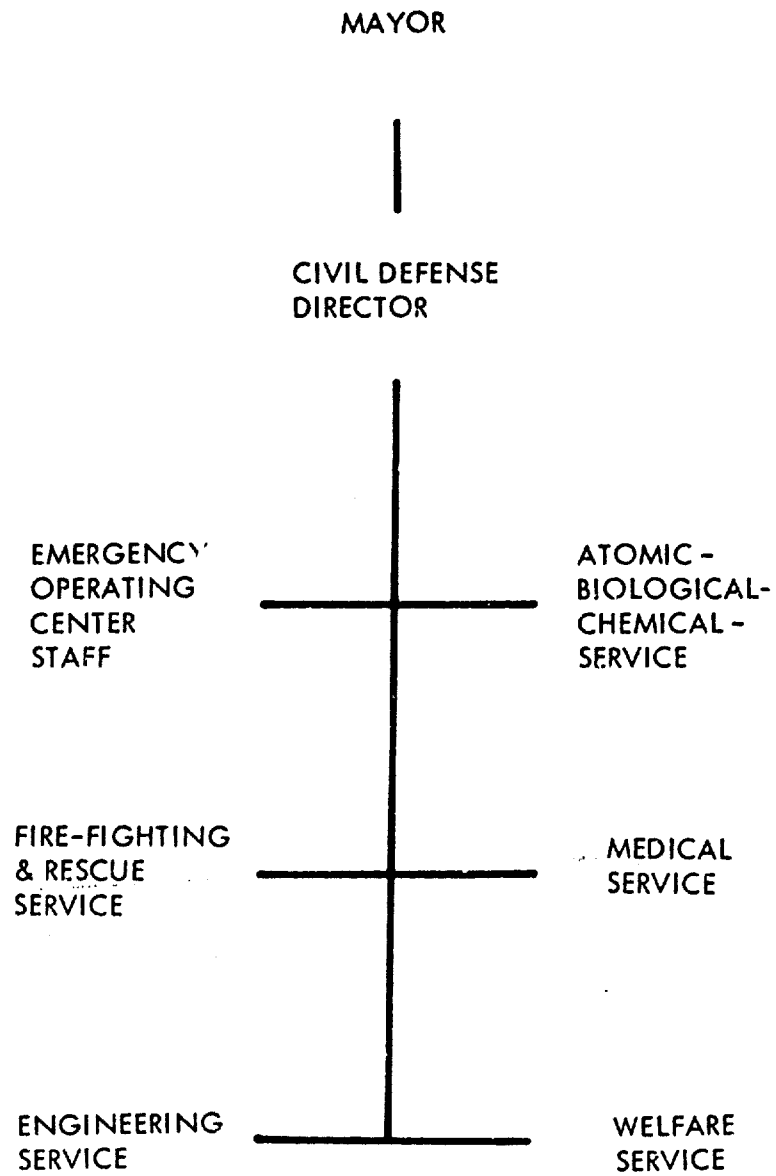 MAYOR
CIVIL DEFENSE
DIRECTOR
EMERGENCY
OPERATING
CENTER
STAFF
ATOMIC -
BIOLOGICAL-
CHEMICAL -
SERVICE
FIRE-FIGHTING
& RESCUE
SERVICE
MEDICAL
SERVICE
ENGINEERING
SERVICE
WELFARE
SERVICE